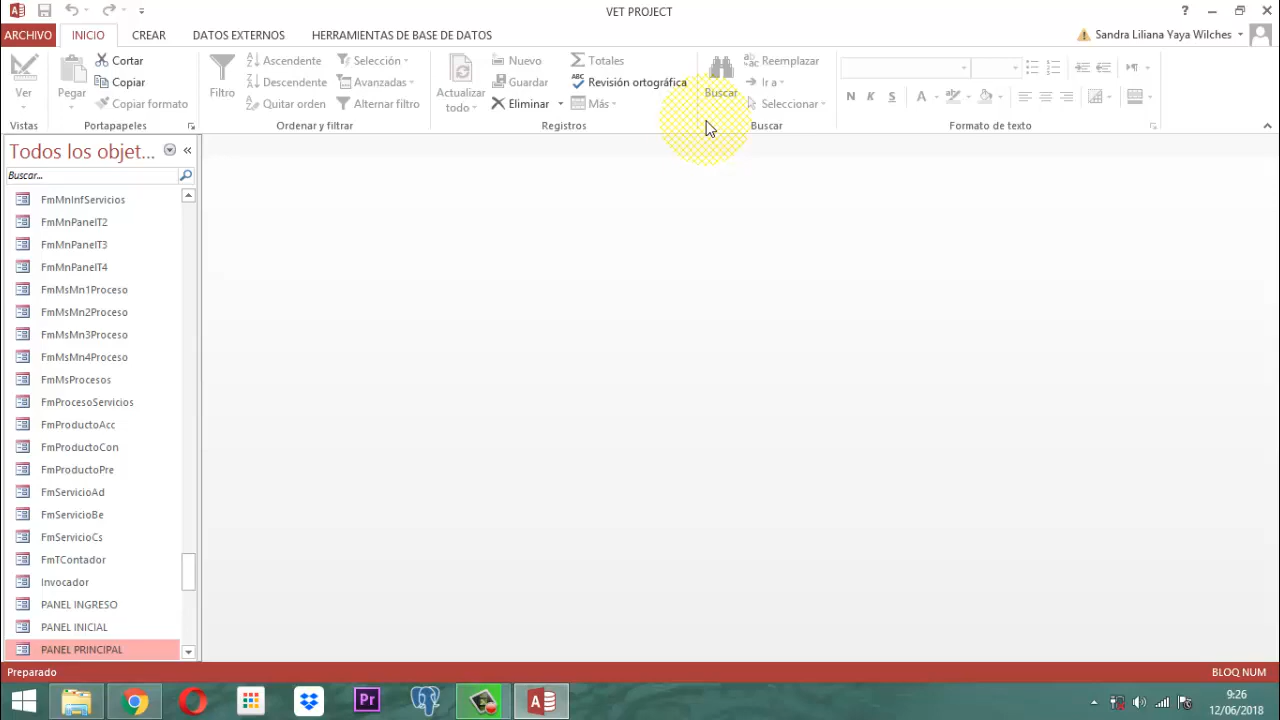 VET PROJECT
?
ARCHIVO INICIO CREAR DATOS EXTERNOS HERRAMIENTAS DE BASE DE DATOS Sandra Liliana Yaya Wilches
Ver
Vistas
Pegar
Cortar
Copiar
Copiar formato
Portapapeles
Filtro
Ascendente
Descendente
Quitar orden
Selección
Avanzadas
Alternar filtro
Ordenar y filtrar
Actualizar
todo
Nuevo
Guardar
Eliminar
Totales
ABC
Revisión ortográfica
Más
Registros
Buscar
Reemplazar
Ir a
Seleccionar
Buscar
N K S A
Formato de texto
Todos los objet...
Buscar...
FmMnInfServicios
FmMnPanelT2
FmMnPanelT3
FmMnPanelT4
FmMsMn1Proceso
FmMsMn2Proceso
FmMsMn3Proceso
FmMsMn4Proceso
FmMsProcesos
FmProcesoServicios
FmProductoAcc
FmProductoCon
FmProductoPre
FmServicioAd
FmServicioBe
FmServicioCs
FmTContador
Invocador
PANEL INGRESO
PANEL INICIAL
PANEL PRINCIPAL
Preparado BLOQ NUM
Pr
9:26
12/06/2018